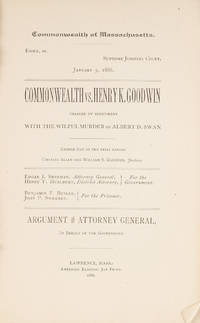 Commonwealth of Massachusetts.
Essex, ss.
Supreme Judicial Court,
January 5, 1886.
COMMONWEALTH vs. HENRY K. GOODWIN
CHARGED BY INDICTMENT
WITH THE WILFUL MURDER OF ALBERT D. SWAN
Charles Allen and William S. Gardner, Justices
Edgar J. Sherman, Attorney General,
Henry P. Hurlburt, District Attorney,
For the Government
Benjamin F. Butler,
John P. Sweeney,
For the Prisoner.
ARGUMENT OF ATTORNEY GENERAL,
In Behalf of the Government.
LAWRENCE, MASS:
American Electric Job Print
1886.